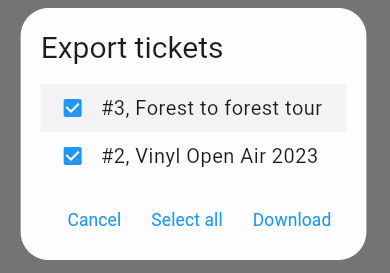 Export tickets
#3, Forest to forest tour
#2, Vinyl Open Air 2023
Cancel Select all Download